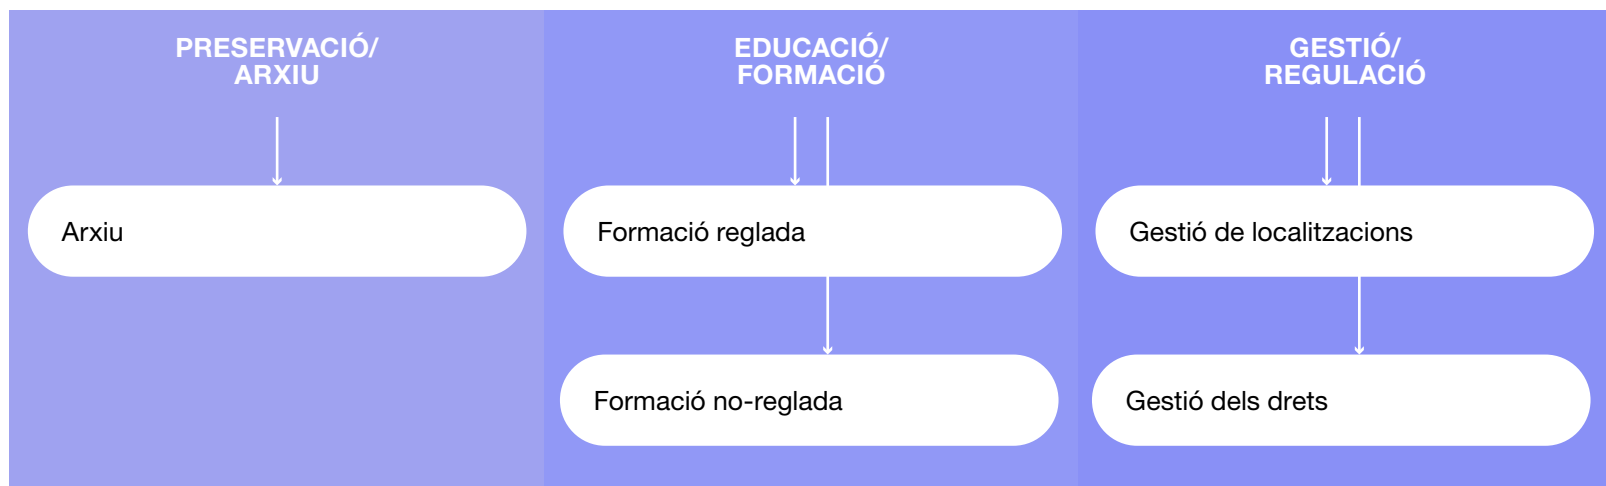 PRESERVACIÓ/
ARXIU
Arxiu
EDUCACIÓ/
FORMACIÓ
Formació reglada
Formació no-reglada
GESTIÓ/
REGULACIÓ
Gestió de localitzacions
Gestió dels drets